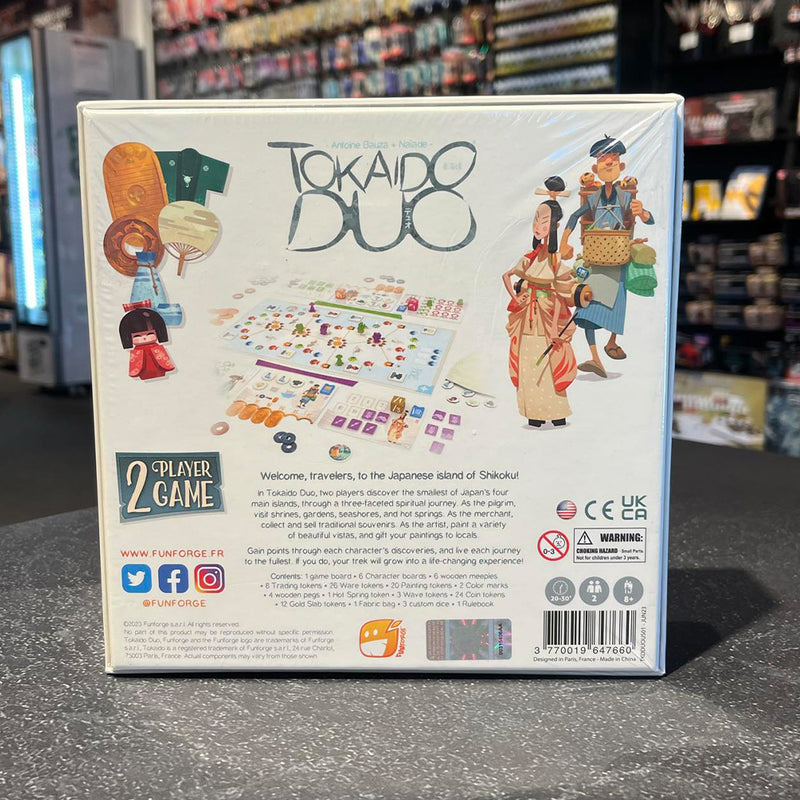 - Antoine Bauza + Naïade -
TOKAIDO
DUO
2 PLAYER
GAME
Welcome, travelers, to the Japanese island of Shikoku!
In Tokaido Duo, two players discover the smallest of Japan's four
main islands, through a three-faceted spiritual journey. As the pilgrim,
visit shrines, gardens, seashores, and hot springs. As the merchant,
collect and sell traditional souvenirs. As the artist, paint a variety
of beautiful vistas, and gift your paintings to locals.
Gain points through each character's discoveries, and live each journey
to the fullest. If you do, your trek will grow into a life-changing experience!
Contents: 1 game board • 6 Character boards • 6 wooden meeples
• 8 Trading tokens • 26 Ware tokens • 20 Painting tokens • 2 Color marks
• 4 wooden pegs • 1 Hot Spring token • 3 Wave tokens • 24 Coin tokens
• 12 Gold Slab tokens • 1 Fabric bag • 3 custom dice • 1 Rulebook
WWW.FUNFORGE.FR
@FUNFORGE
©2023 Funforge s.a.r.l. All rights reserved.
No part of this product may be reproduced without specific permission.
Tokaido Duo, Funforge and the Funforge logo are trademarks of Funforge
s.a.r.l. Tokaido is a registered trademark of Funforge s.a.r.l, 24 rue Charlot,
75003 Paris, France. Actual components may vary from those shown.
Funforge
CE UK
CA
0-3
WARNING:
CHOKING HAZARD - Small Parts.
Not for children under 3 years.
20-30' 2 8+
3 770019 647660
Designed in Paris, France - Made in China